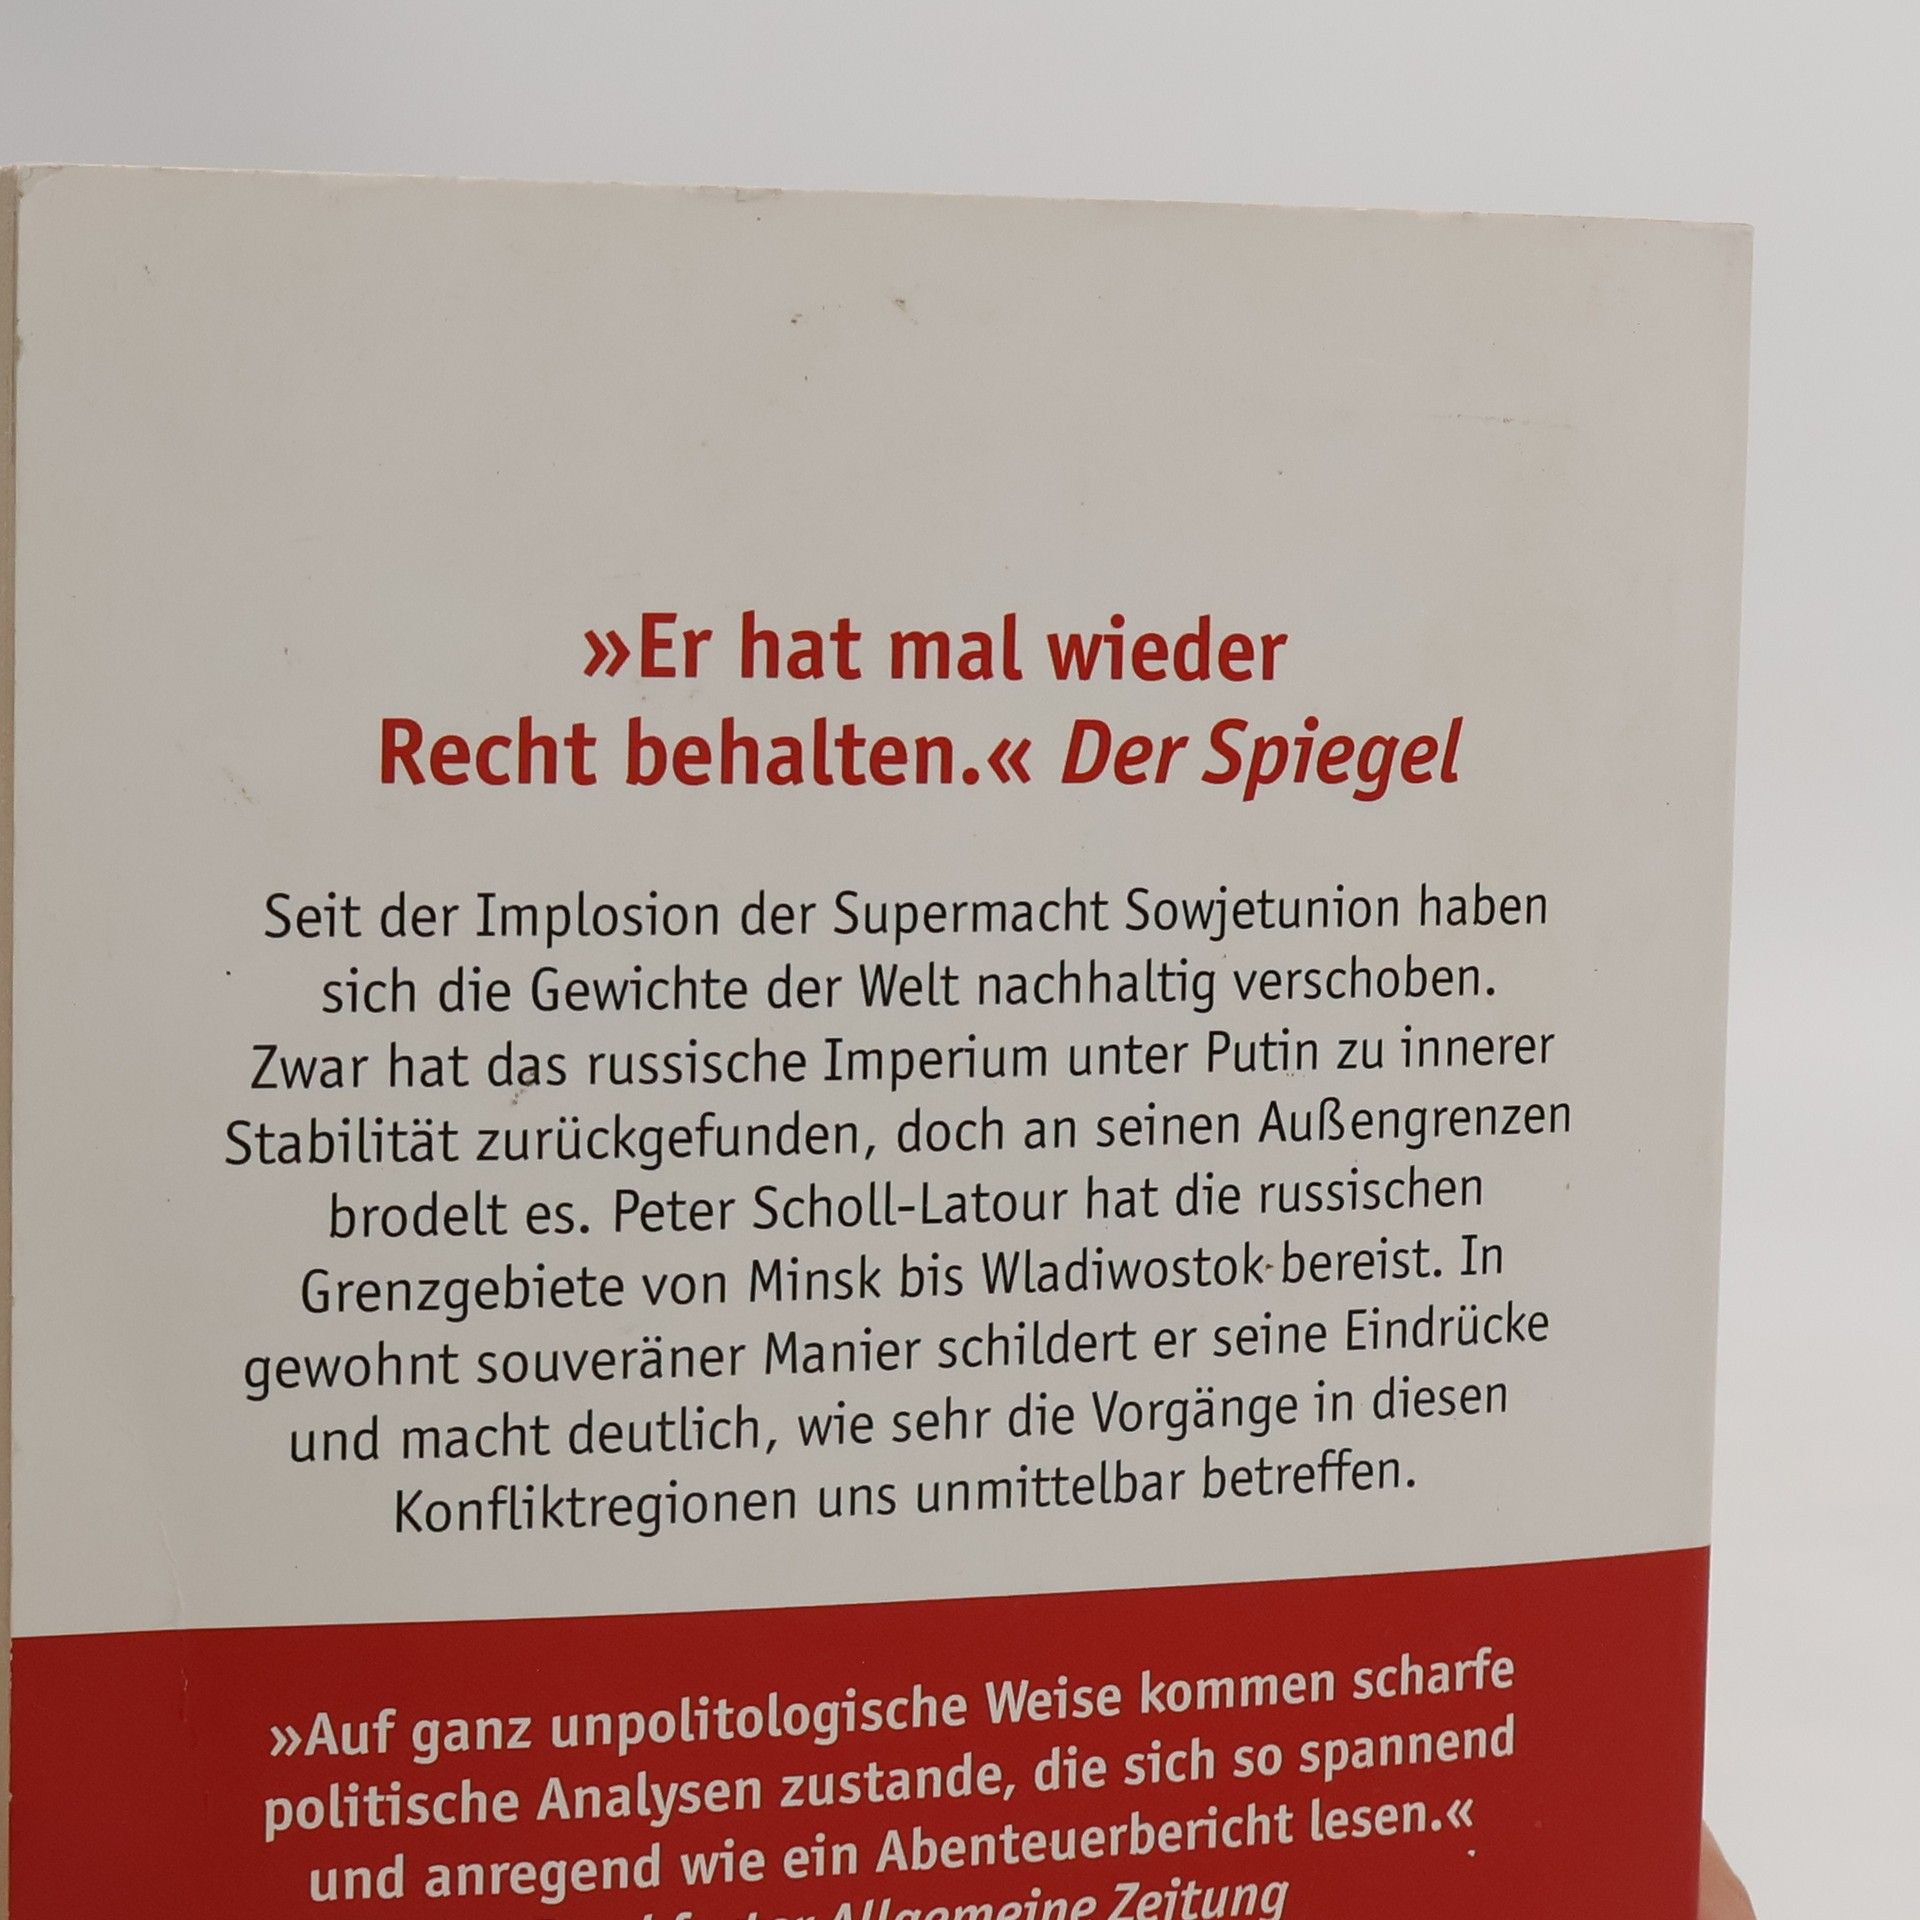 »Er hat mal wieder
Recht behalten.« Der Spiegel
Seit der Implosion der Supermacht Sowjetunion haben
sich die Gewichte der Welt nachhaltig verschoben.
Zwar hat das russische Imperium unter Putin zu innerer
Stabilität zurückgefunden, doch an seinen Außengrenzen
brodelt es. Peter Scholl-Latour hat die russischen
Grenzgebiete von Minsk bis Wladiwostok bereist. In
gewohnt souveräner Manier schildert er seine Eindrücke
und macht deutlich, wie sehr die Vorgänge in diesen
Konfliktregionen uns unmittelbar betreffen.
»Auf ganz unpolitologische Weise kommen scharfe
politische Analysen zustande, die sich so spannend
und anregend wie ein Abenteuerbericht lesen.«
Allgemeine Zeitung